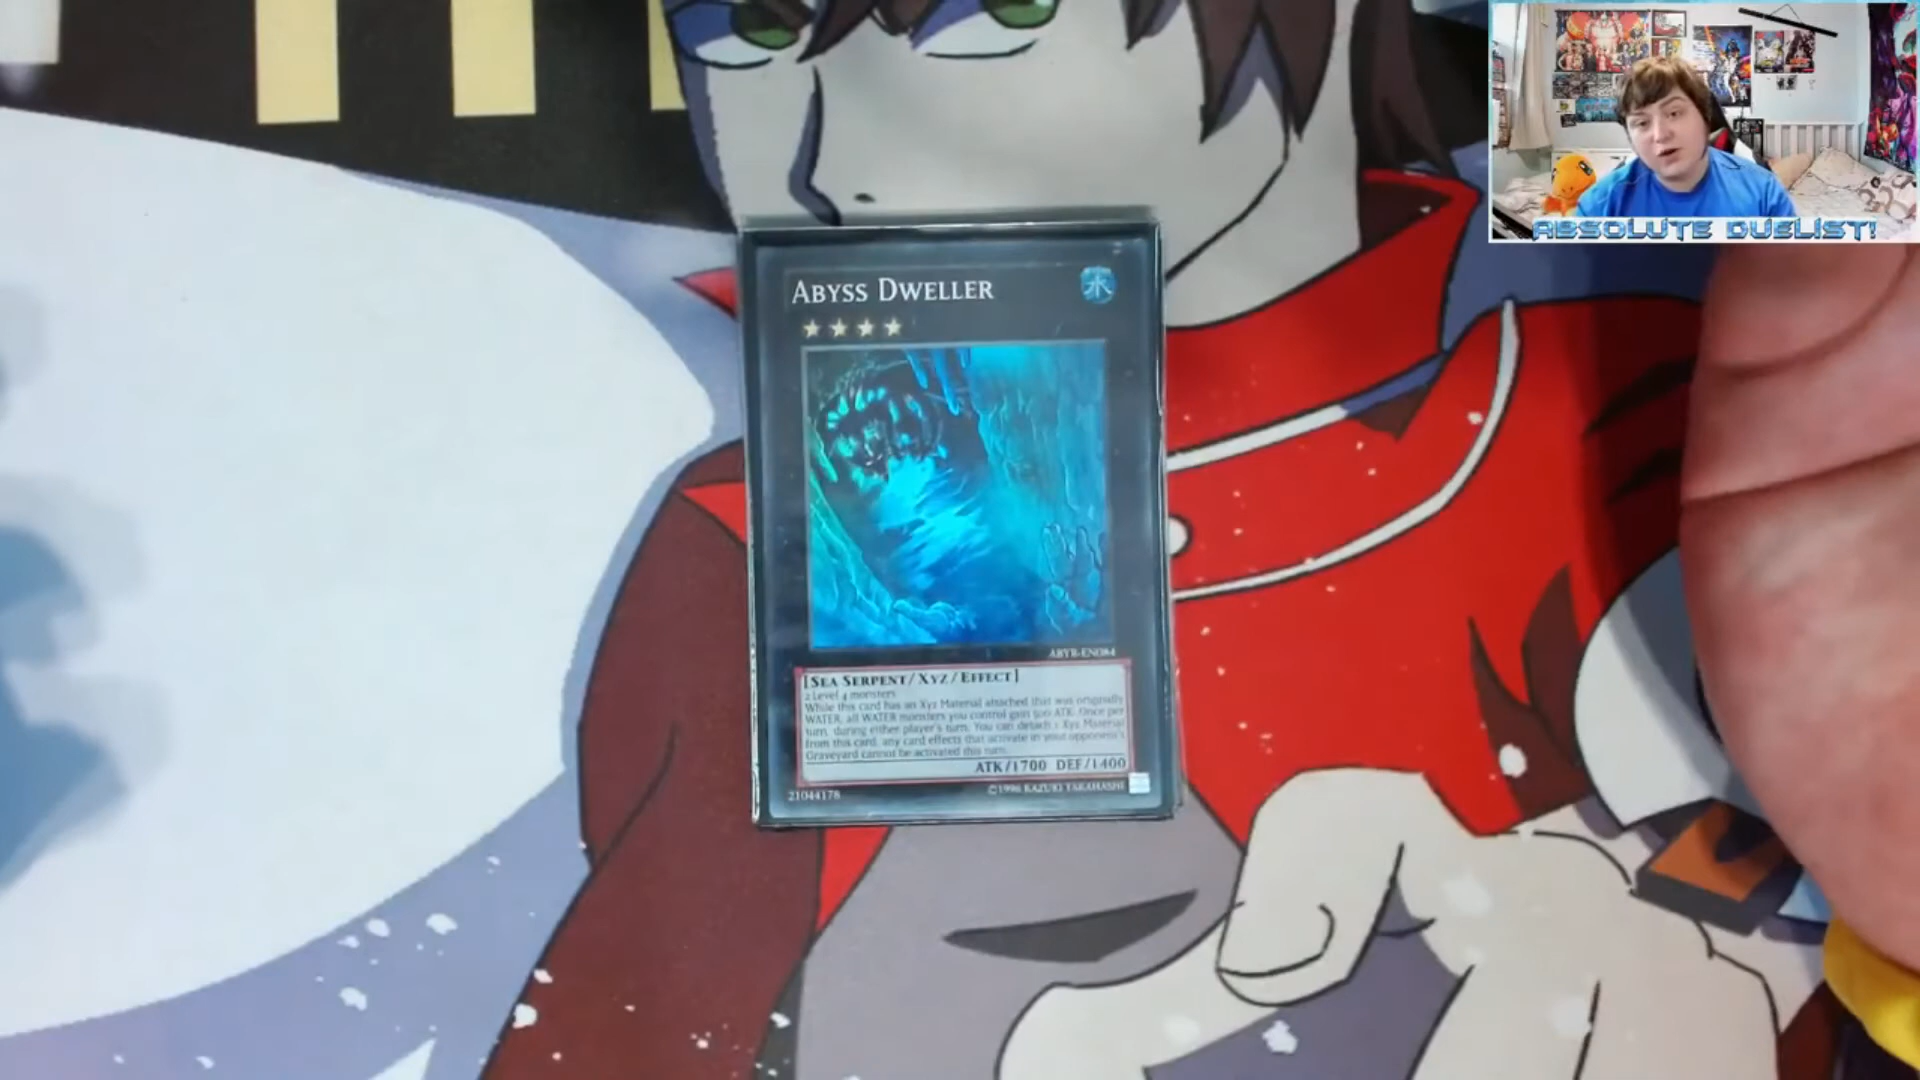 ABSOLUTE DUELIST!
ABYSS DWELLER
水
ABYR-EN084
[SEA SERPENT/XYZ/EFFECT]
2 Level 4 monsters
While this card has an Xyz Material attached that was originally
WATER, all WATER monsters you control gain 500 ATK. Once per
turn, during either player's turn: You can detach 1 Xyz Material
from this card; any card effects that activate in your opponent's
Graveyard cannot be activated this turn.
ATK/1700 DEF/1400
21044178
©1996 KAZUKI TAKAHASHI